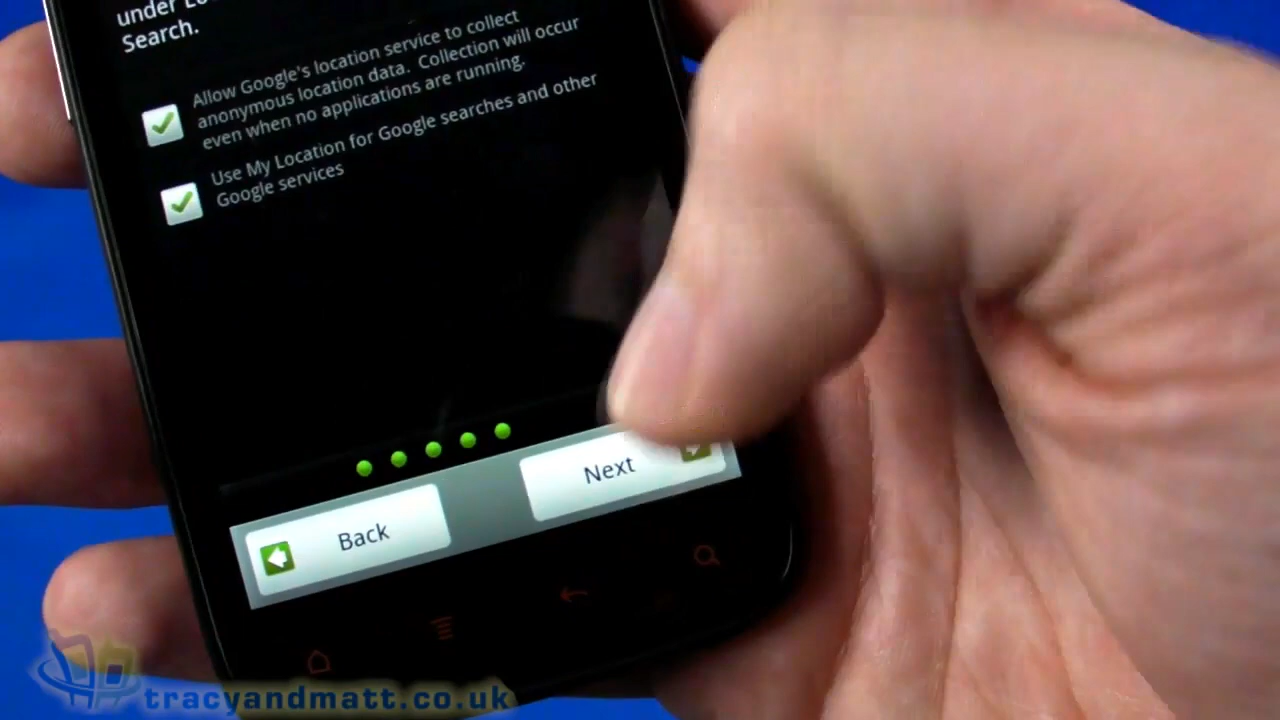 under Lo
Search.
Allow Google's location service to collect
anonymous location data. Collection will occur
even when no applications are running.
Use My Location for Google searches and other
Google services
Next
Back
tracyandmatt.co.uk